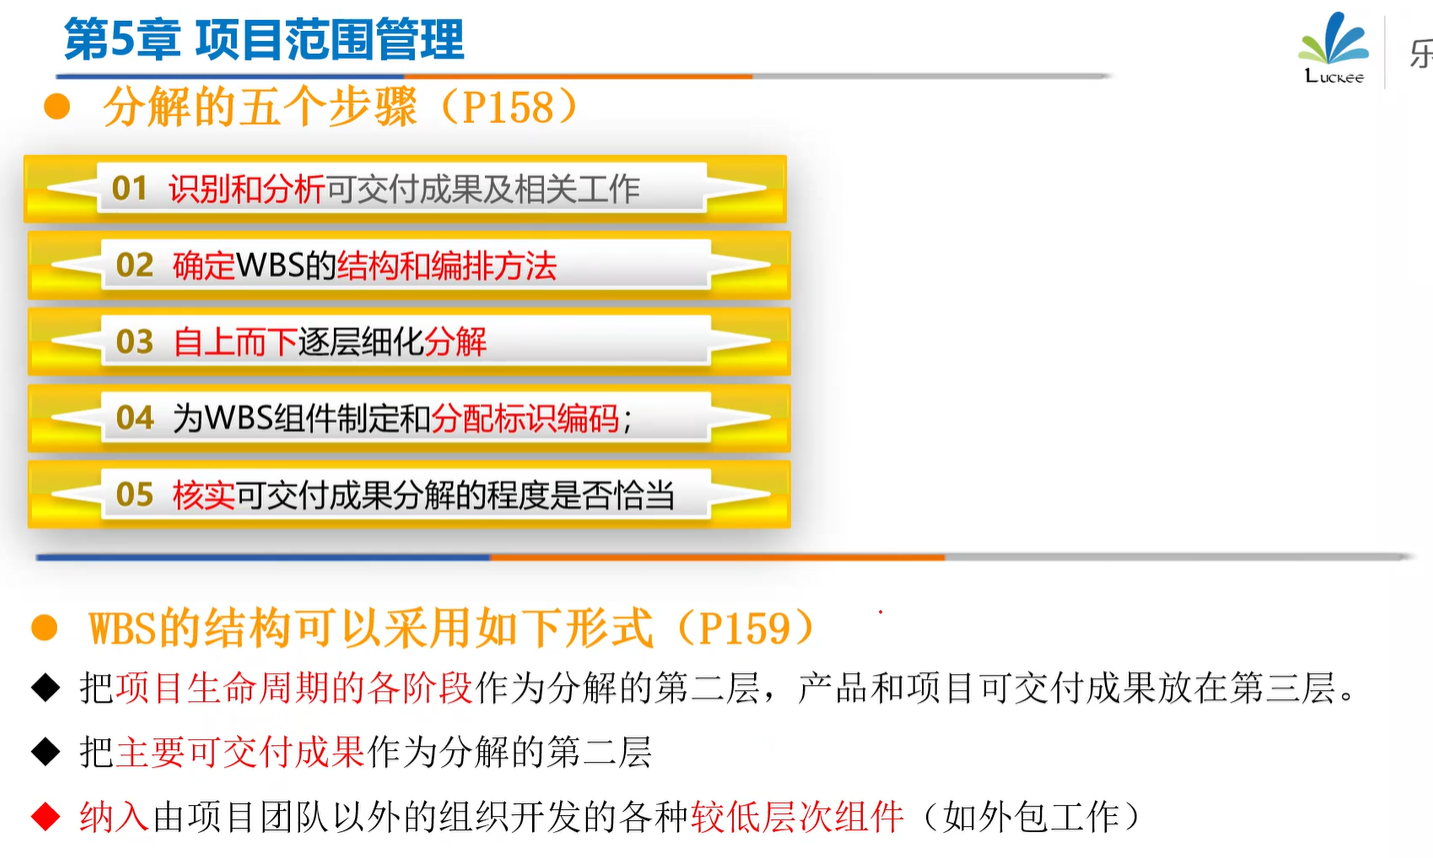 第5章 项目范围管理
LUCKEE
乐
分解的五个步骤（P158）
01 识别和分析可交付成果及相关工作
02 确定WBS的结构和编排方法
03 自上而下逐层细化分解
04 为WBS组件制定和分配标识编码；
05 核实可交付成果分解的程度是否恰当
WBS的结构可以采用如下形式（P159）
把项目生命周期的各阶段作为分解的第二层，产品和项目可交付成果放在第三层。
把主要可交付成果作为分解的第二层
纳入由项目团队以外的组织开发的各种较低层次组件（如外包工作）